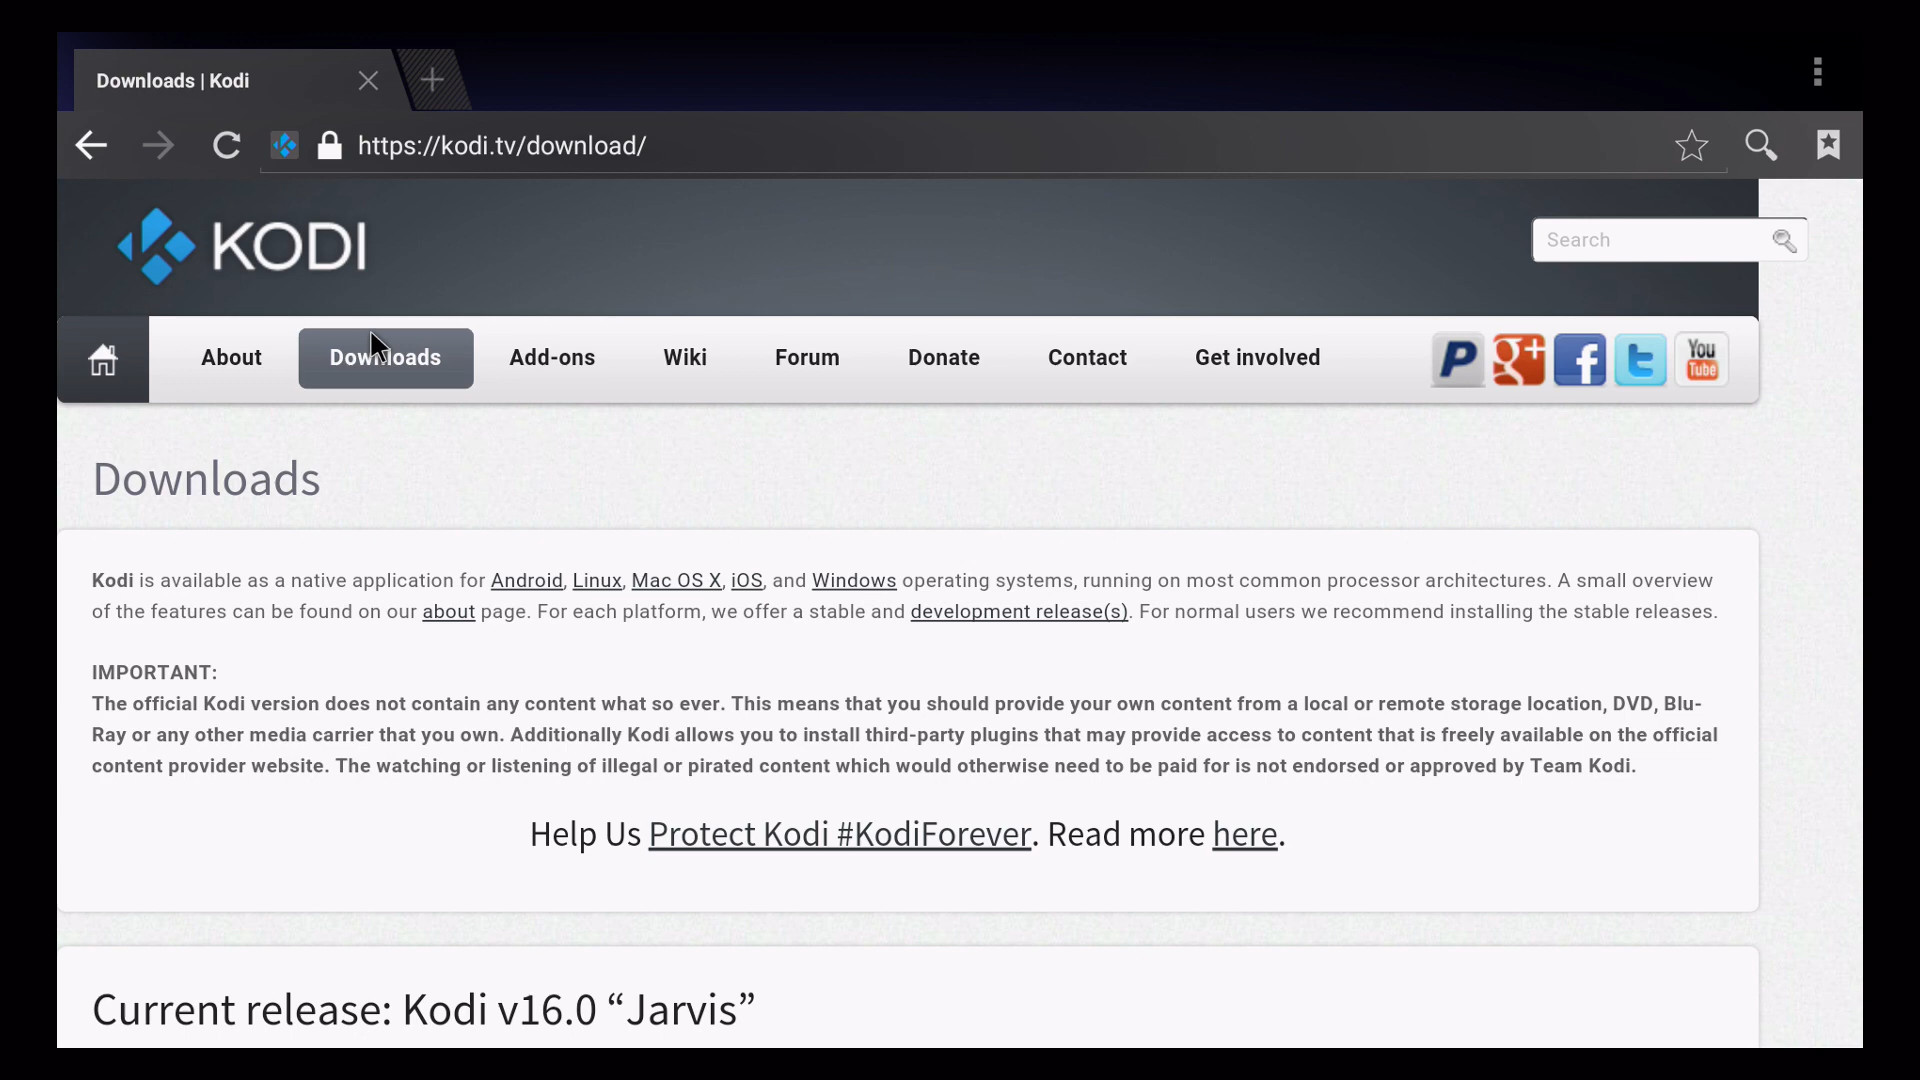 Downloads | Kodi
https://kodi.tv/download/
KODI
Search
About Downloads Add-ons Wiki Forum Donate Contact Get involved P g+ f t You Tube
Downloads
Kodi is available as a native application for Android, Linux, Mac OS X, iOS, and Windows operating systems, running on most common processor architectures. A small overview
of the features can be found on our about page. For each platform, we offer a stable and development release(s). For normal users we recommend installing the stable releases.
IMPORTANT:
The official Kodi version does not contain any content what so ever. This means that you should provide your own content from a local or remote storage location, DVD, Blu-
Ray or any other media carrier that you own. Additionally Kodi allows you to install third-party plugins that may provide access to content that is freely available on the official
content provider website. The watching or listening of illegal or pirated content which would otherwise need to be paid for is not endorsed or approved by Team Kodi.
Help Us Protect Kodi #KodiForever. Read more here.
Current release: Kodi v16.0 “Jarvis”